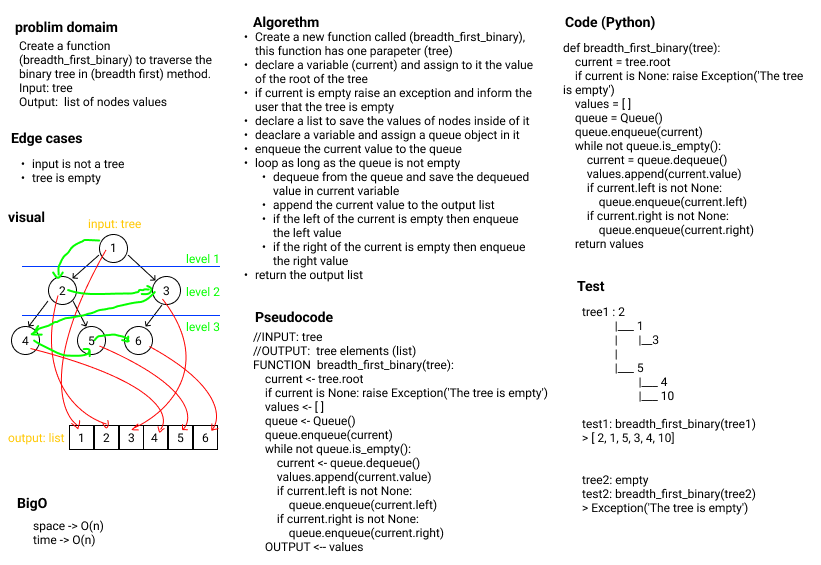 problim domaim
Create a function
(breadth_first_binary) to traverse the
binary tree in (breadth first) method.
Input: tree
Output:  list of nodes values
Edge cases
• input is not a tree
• tree is empty
visual
input: tree
1
level 1
2
3
level 2
level 3
4
5
6
output: list
1 2 3 4 5 6
BigO
space -> O(n)
time -> O(n)
Algorethm
• Create a new function called (breadth_first_binary),
this function has one parapeter (tree)
• declare a variable (current) and assign to it the value
of the root of the tree
• if current is empty raise an exception and inform the
user that the tree is empty
• declare a list to save the values of nodes inside of it
• deaclare a variable and assign a queue object in it
• enqueue the current value to the queue
• loop as long as the queue is not empty
• dequeue from the queue and save the dequeued
value in current variable
• append the current value to the output list
• if the left of the current is empty then enqueue
the left value
• if the right of the current is empty then enqueue
the right value
• return the output list
Pseudocode
//INPUT: tree
//OUTPUT:  tree elements (list)
FUNCTION  breadth_first_binary(tree):
current <- tree.root
if current is None: raise Exception('The tree is empty')
values <- [ ]
queue <- Queue()
queue.enqueue(current)
while not queue.is_empty():
current <- queue.dequeue()
values.append(current.value)
if current.left is not None:
queue.enqueue(current.left)
if current.right is not None:
queue.enqueue(current.right)
OUTPUT <-- values
Code (Python)
def breadth_first_binary(tree):
current = tree.root
if current is None: raise Exception('The tree
is empty')
values = [ ]
queue = Queue()
queue.enqueue(current)
while not queue.is_empty():
current = queue.dequeue()
values.append(current.value)
if current.left is not None:
queue.enqueue(current.left)
if current.right is not None:
queue.enqueue(current.right)
return values
Test
tree1 : 2
|___ 1
|      |__3
|
|___ 5
|___ 4
|___ 10
test1: breadth_first_binary(tree1)
> [ 2, 1, 5, 3, 4, 10]
tree2: empty
test2: breadth_first_binary(tree2)
> Exception('The tree is empty')